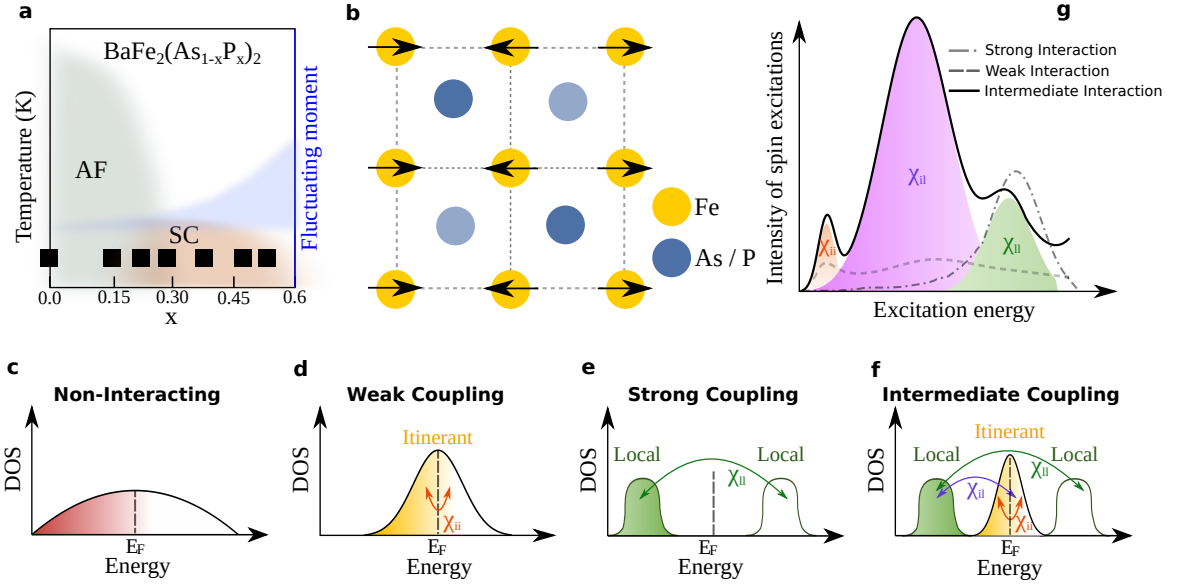 a
BaFe2(As1-xPx)2
Temperature (K)
AF
SC
Fluctuating moment
0.0
0.15
0.30
0.45
0.6
x
b
Fe
As / P
g
Strong Interaction
Weak Interaction
Intermediate Interaction
Intensity of spin excitations
χii
χil
χll
Excitation energy
c
Non-Interacting
DOS
EF
Energy
d
Weak Coupling
Itinerant
DOS
χii
EF
Energy
e
Strong Coupling
Local
Local
DOS
χll
EF
Energy
f
Intermediate Coupling
Itinerant
Local
Local
DOS
χll
χil
χii
EF
Energy